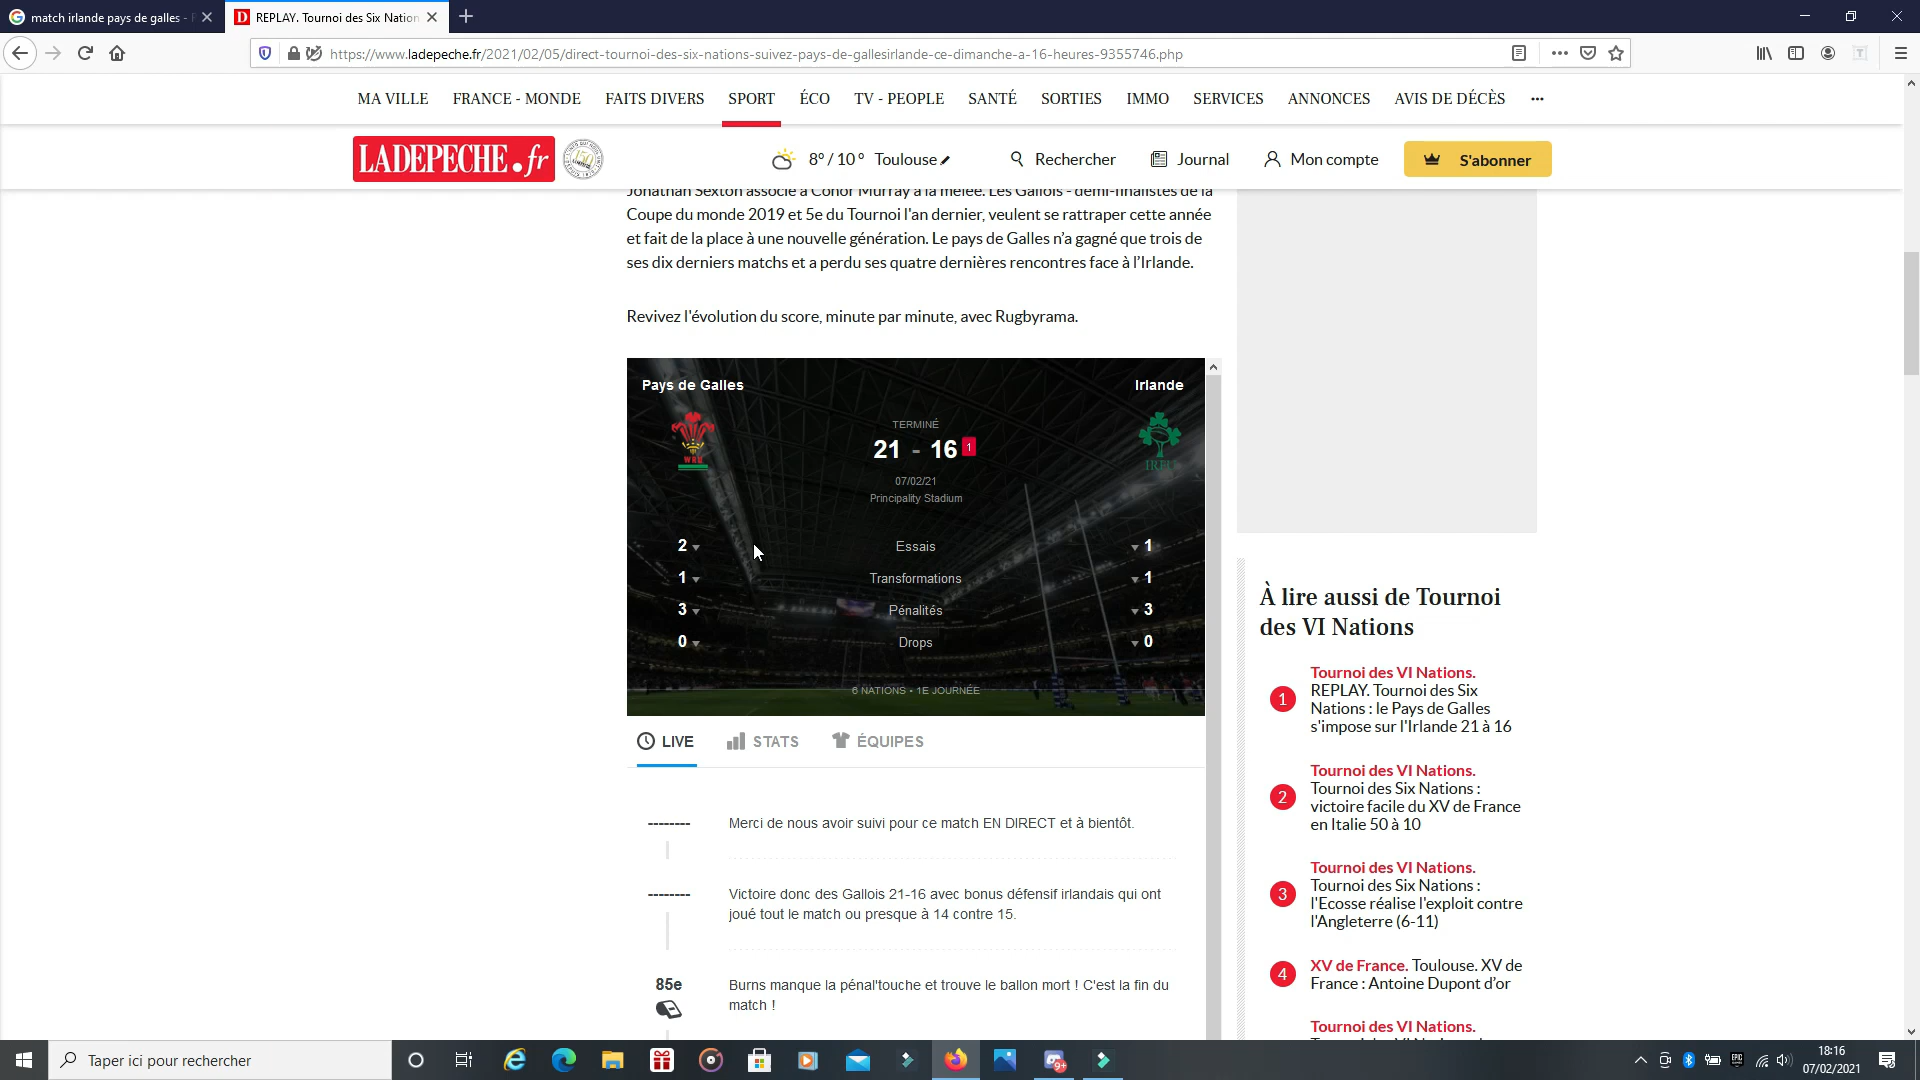 match irlande pays de galles -
REPLAY. Tournoi des Six Nation
https://www.ladepeche.fr/2021/02/05/direct-tournoi-des-six-nations-suivez-pays-de-gallesirlande-ce-dimanche-a-16-heures-9355746.php
MA VILLE FRANCE - MONDE FAITS DIVERS SPORT ÉCO TV - PEOPLE SANTÉ SORTIES IMMO SERVICES ANNONCES AVIS DE DÉCÈS ...
LADEPECHE.fr 150 8° / 10° Toulouse Rechercher Journal Mon compte S'abonner
Jonathan Sexton associé à Conor Murray à la mêlée. Les Gallois - demi-finalistes de la
Coupe du monde 2019 et 5e du Tournoi l'an dernier, veulent se rattraper cette année
et fait de la place à une nouvelle génération. Le pays de Galles n’a gagné que trois de
ses dix derniers matchs et a perdu ses quatre dernières rencontres face à l’Irlande.
Revivez l'évolution du score, minute par minute, avec Rugbyrama.
Pays de Galles Irlande
TERMINÉ
21 - 16 1
WRU IRFU
07/02/21
Principality Stadium
2 Essais 1
1 Transformations 1
3 Pénalités 3
0 Drops 0
6 NATIONS • 1E JOURNÉE
LIVE STATS ÉQUIPES
-------- Merci de nous avoir suivi pour ce match EN DIRECT et à bientôt.
-------- Victoire donc des Gallois 21-16 avec bonus défensif irlandais qui ont
joué tout le match ou presque à 14 contre 15.
85e Burns manque la pénal'touche et trouve le ballon mort ! C'est la fin du
match !
À lire aussi de Tournoi
des VI Nations
1 Tournoi des VI Nations.
REPLAY. Tournoi des Six
Nations : le Pays de Galles
s'impose sur l'Irlande 21 à 16
2 Tournoi des VI Nations.
Tournoi des Six Nations :
victoire facile du XV de France
en Italie 50 à 10
3 Tournoi des VI Nations.
Tournoi des Six Nations :
l'Ecosse réalise l'exploit contre
l'Angleterre (6-11)
4 XV de France. Toulouse. XV de
France : Antoine Dupont d’or
Tournoi des VI Nations.
Taper ici pour rechercher
9+
EPIC
18:16
07/02/2021